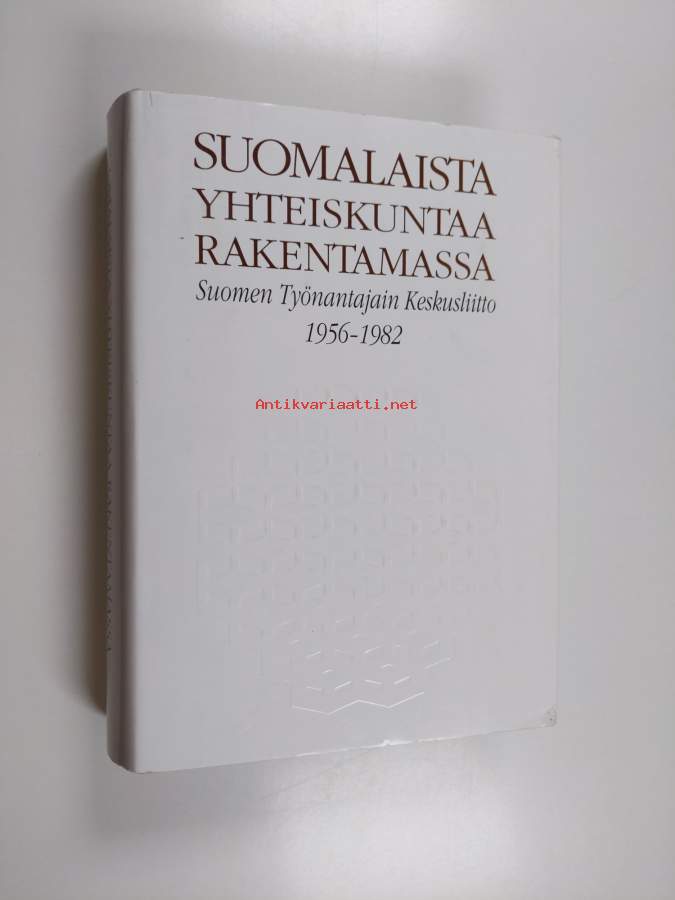 SUOMALAISTA
YHTEISKUNTAA
RAKENTAMASSA
Suomen Työnantajain Keskusliitto
1956-1982
Antikvariaatti.net